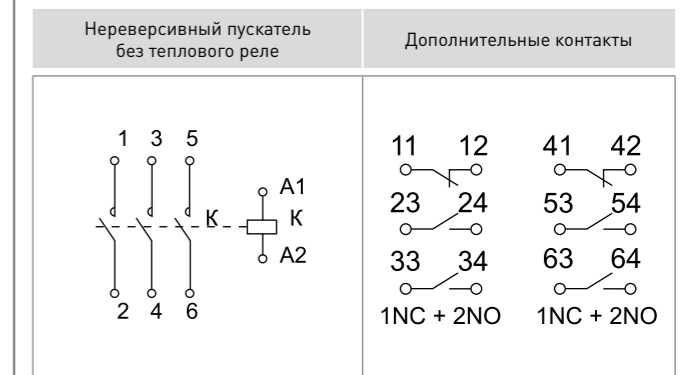 Нереверсивный пускатель
без теплового реле
Дополнительные контакты
1 3 5
К
A1
К
A2
2 4 6
11 12
23 24
33 34
1NC + 2NO
41 42
53 54
63 64
1NC + 2NO